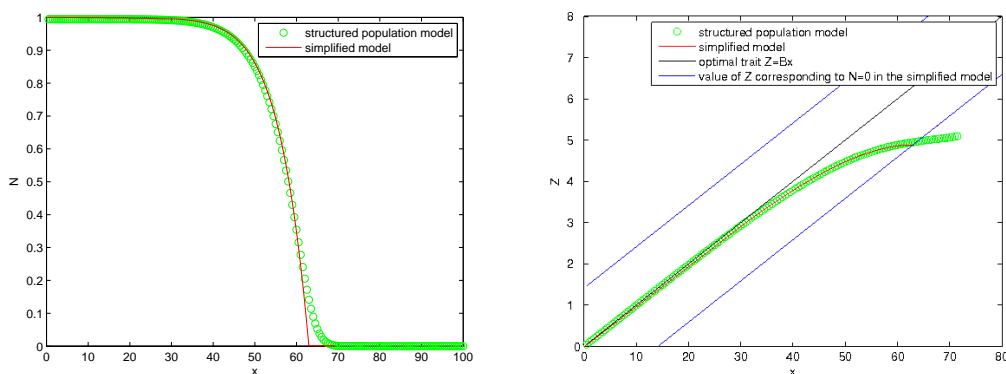 1
0.9
0.8
0.7
0.6
0.5
0.4
0.3
0.2
0.1
0
N
0 10 20 30 40 50 60 70 80 90 100
x
structured population model
simplified model
8
7
6
5
4
3
2
1
0
Z
0 10 20 30 40 50 60 70 80
x
structured population model
simplified model
optimal trait Z=Bx
value of Z corresponding to N=0 in the simplified model